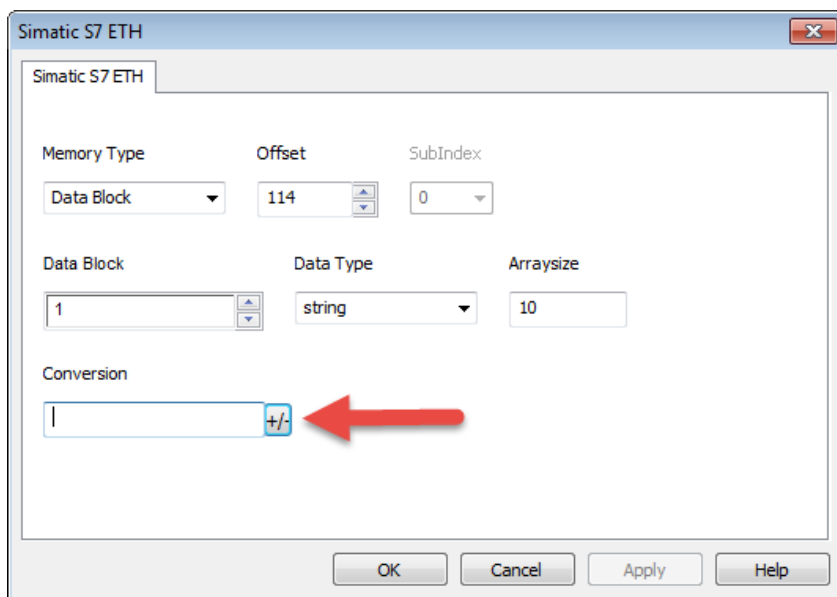 Simatic S7 ETH
Simatic S7 ETH
Memory Type Offset SubIndex
Data Block 114 0
Data Block Data Type Arraysize
1 string 10
Conversion
+/-
OK Cancel Apply Help